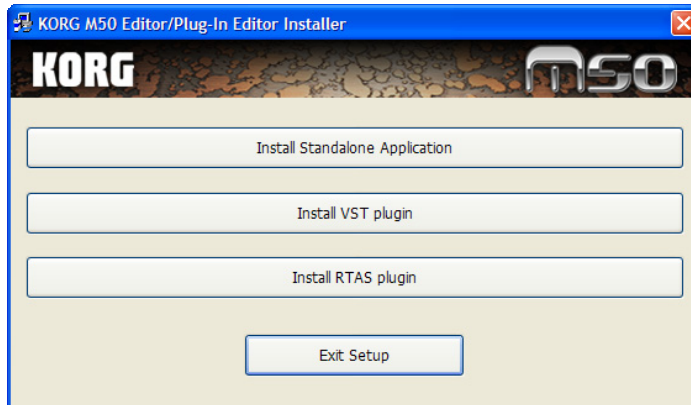 KORG M50 Editor/Plug-In Editor Installer
KORG M50
Install Standalone Application
Install VST plugin
Install RTAS plugin
Exit Setup